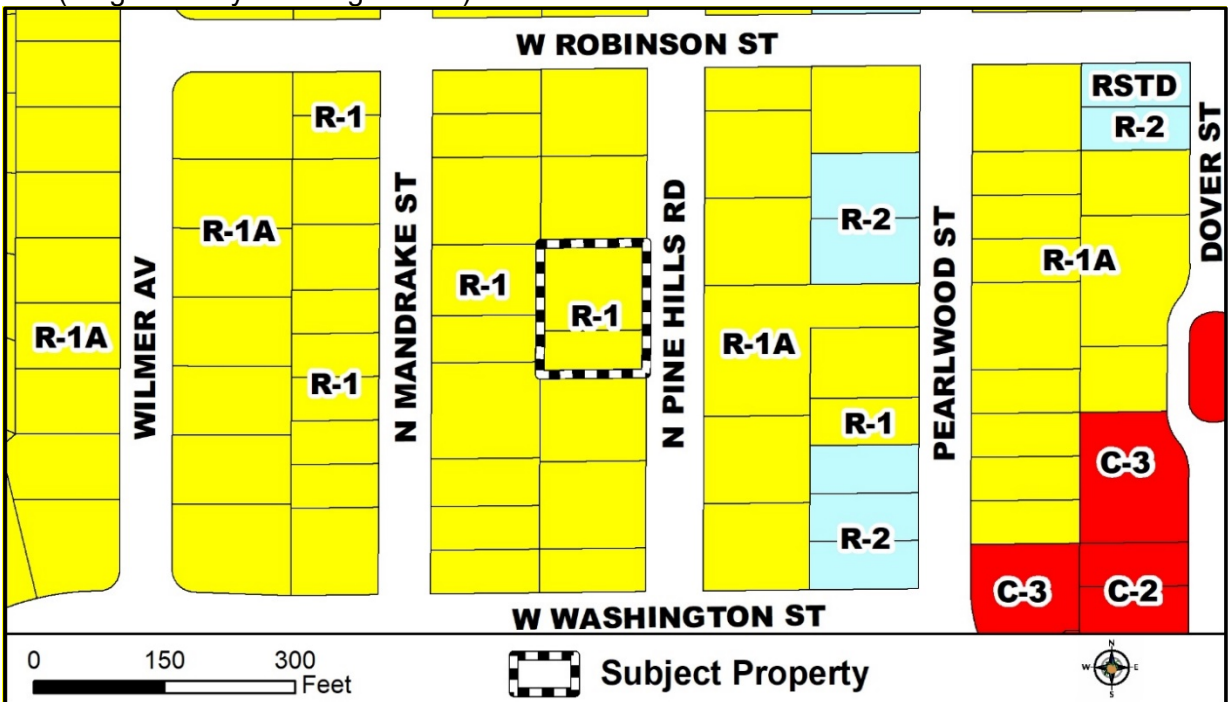 W ROBINSON ST
RSTD
R-1
R-2
DOVER ST
N MANDRAKE ST
N PINE HILLS RD
R-2
PEARLWOOD ST
R-1A
R-1A
WILMER AV
R-1
R-1
R-1A
R-1A
R-1
R-1
C-3
R-2
C-3
C-2
W WASHINGTON ST
0 150 300
Feet
Subject Property
N
W E
S